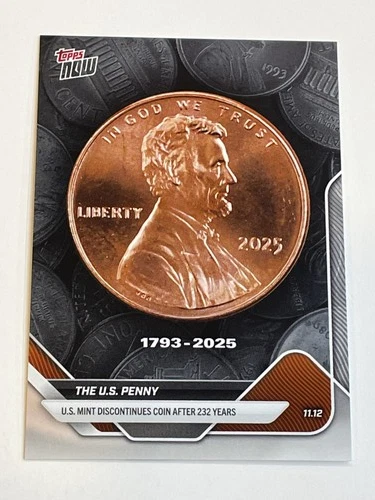 topps
NOW
1993
IN GOD WE TRUST
LIBERTY
2025
1793-2025
THE U.S. PENNY
U.S. MINT DISCONTINUES COIN AFTER 232 YEARS
11.12